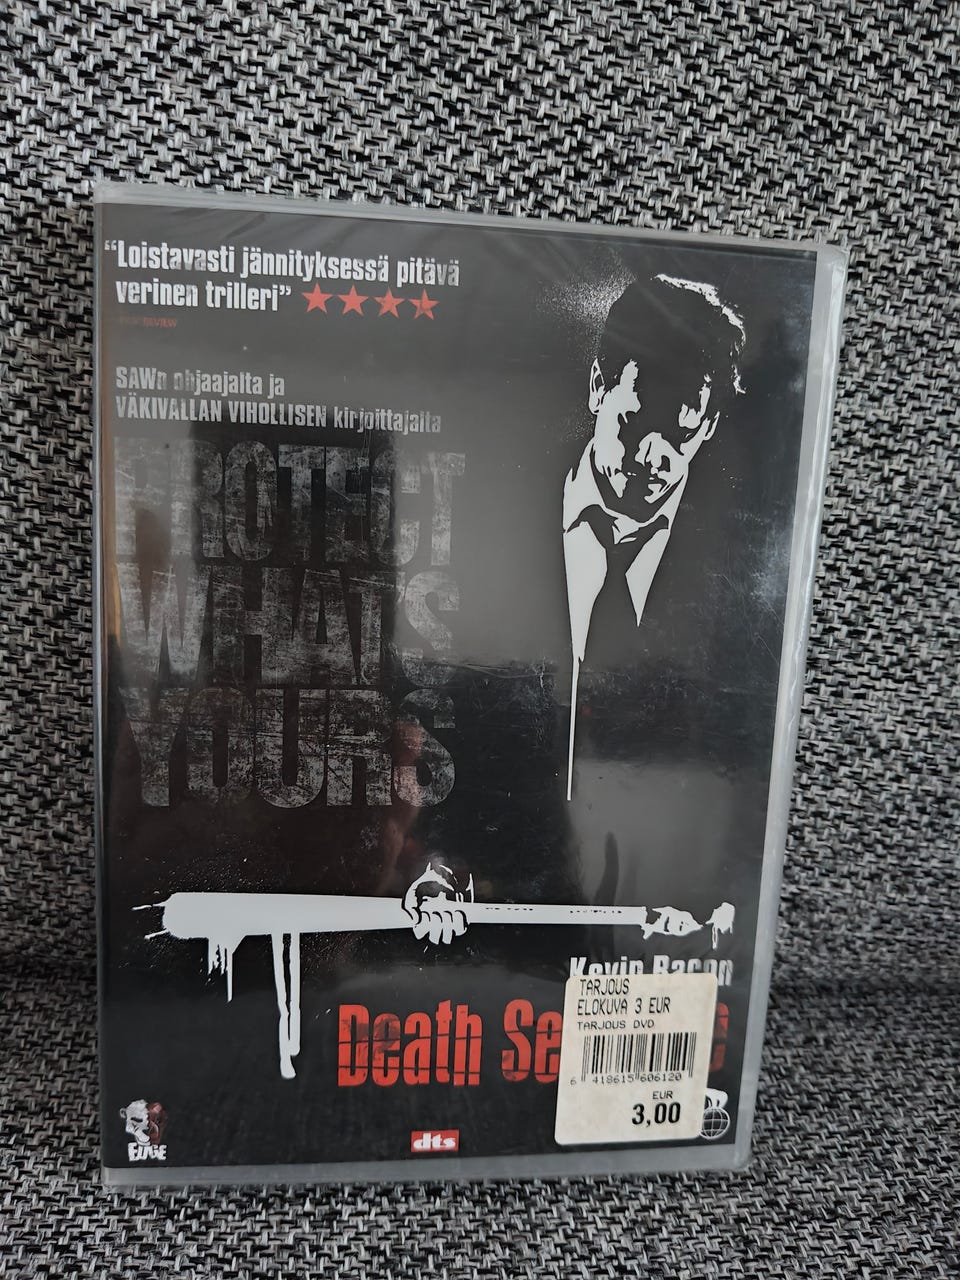 “Loistavasti jännityksessä pitävä
verinen trilleri”
REVIEW
SAWn ohjaajalta ja
VÄKIVALLAN VIHOLLISEN kirjoittajalta
PROTECT
WHAT'S
YOURS
Kevin Bacon
Death Se
TARJOUS
ELOKUVA 3 EUR
TARJOUS DVD
6 418615 606120
EUR
3,00
EDGE
dts